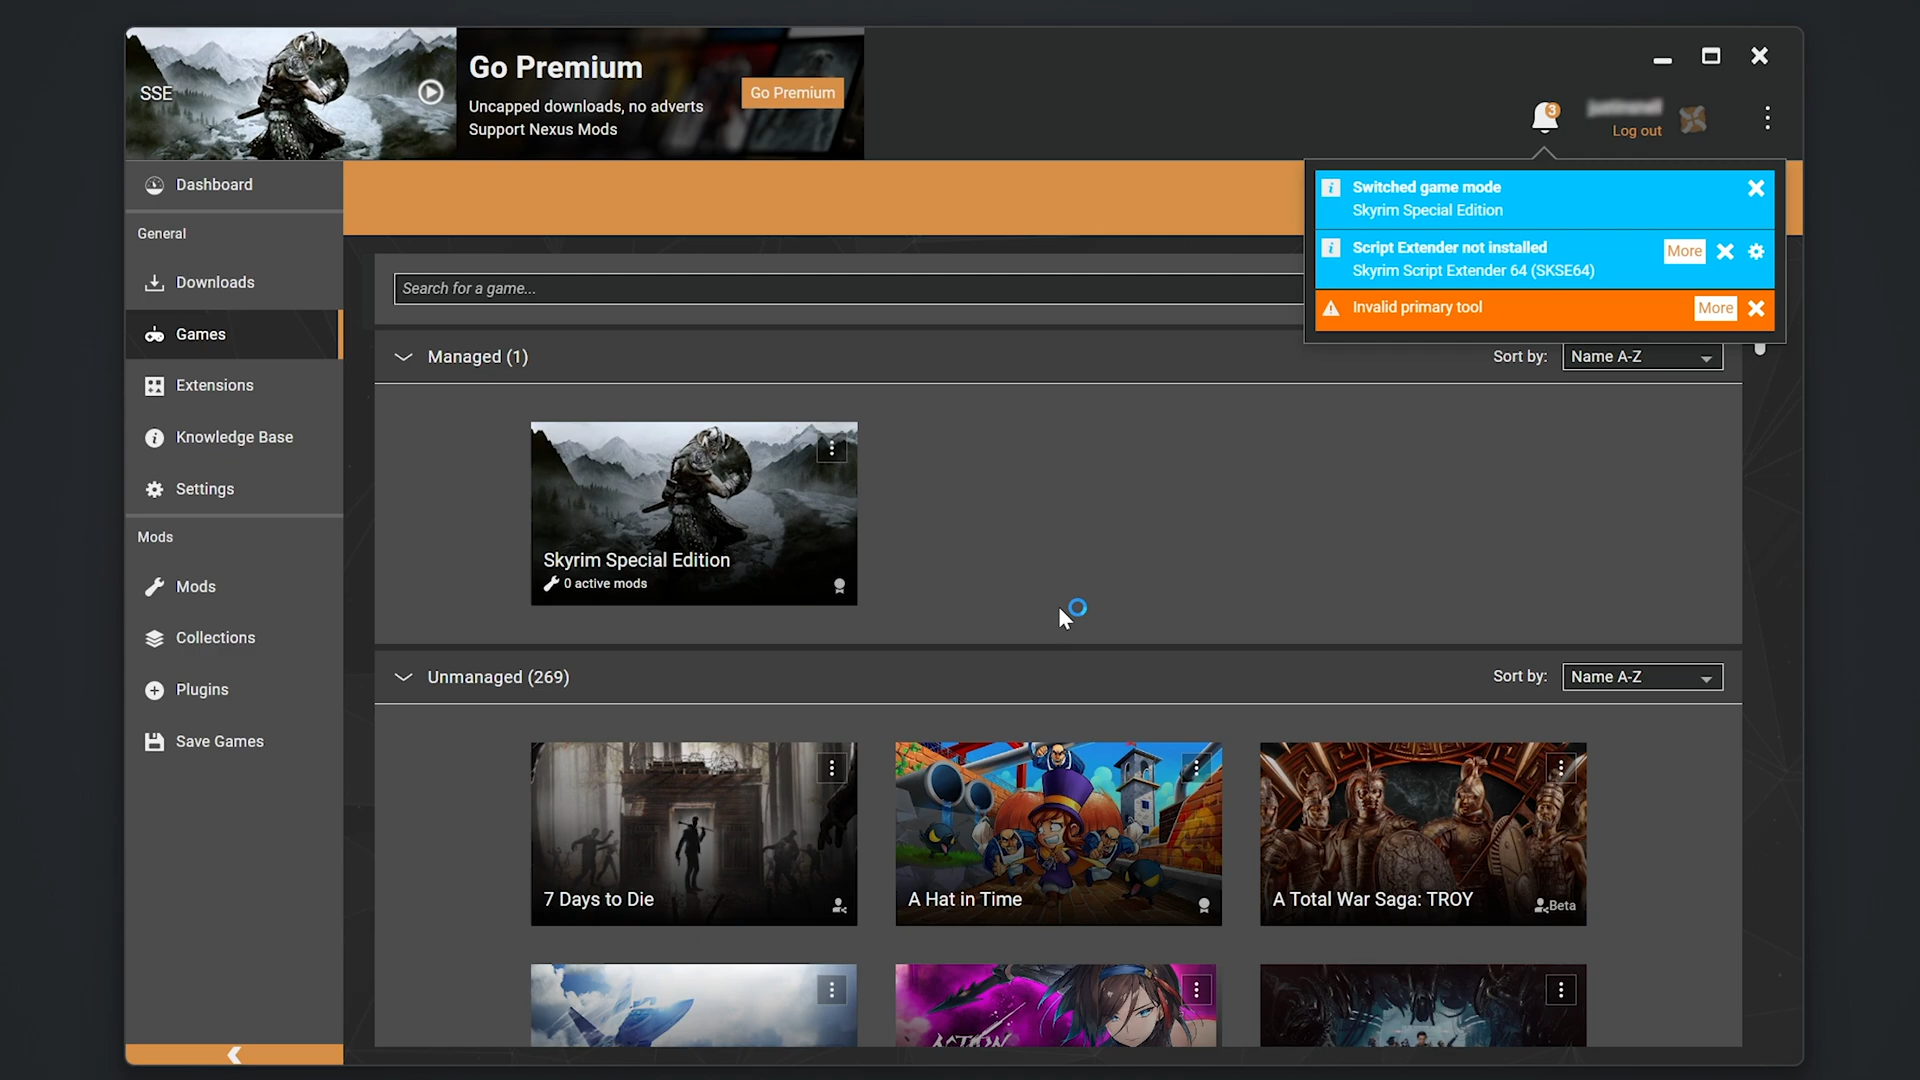 SSE
Go Premium
Uncapped downloads, no adverts
Support Nexus Mods
Go Premium
3
Log out
Dashboard
General
Downloads
Games
Extensions
Knowledge Base
Settings
Mods
Mods
Collections
Plugins
Save Games
Switched game mode
Skyrim Special Edition
Script Extender not installed
Skyrim Script Extender 64 (SKSE64)
More
Invalid primary tool
More
Search for a game...
Managed (1)
Sort by:
Name A-Z
Skyrim Special Edition
0 active mods
Unmanaged (269)
Sort by:
Name A-Z
7 Days to Die
A Hat in Time
A Total War Saga: TROY
Beta